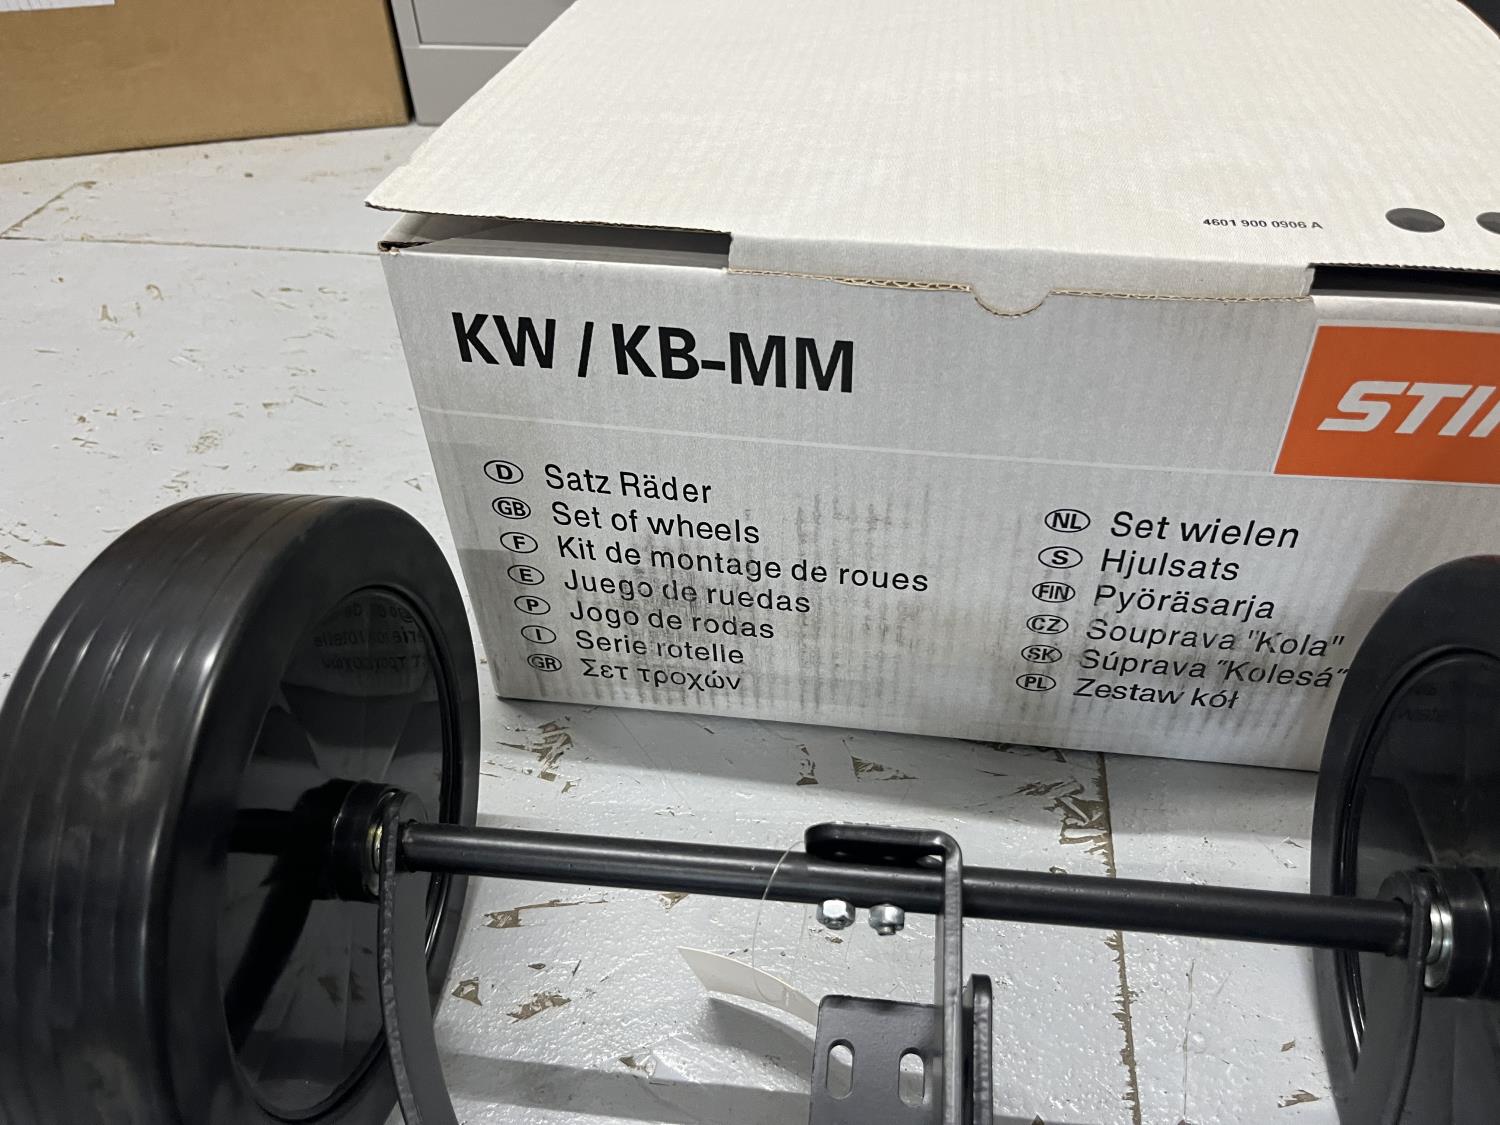 4601 900 0906 A
KW / KB-MM
STI
D Satz Räder
GB Set of wheels
F Kit de montage de roues
E Juego de ruedas
P Jogo de rodas
I Serie rotelle
GR Σετ τροχών
NL Set wielen
S Hjulsats
FIN Pyöräsarja
CZ Souprava "Kola"
SK Súprava "Kolesá"
PL Zestaw kół